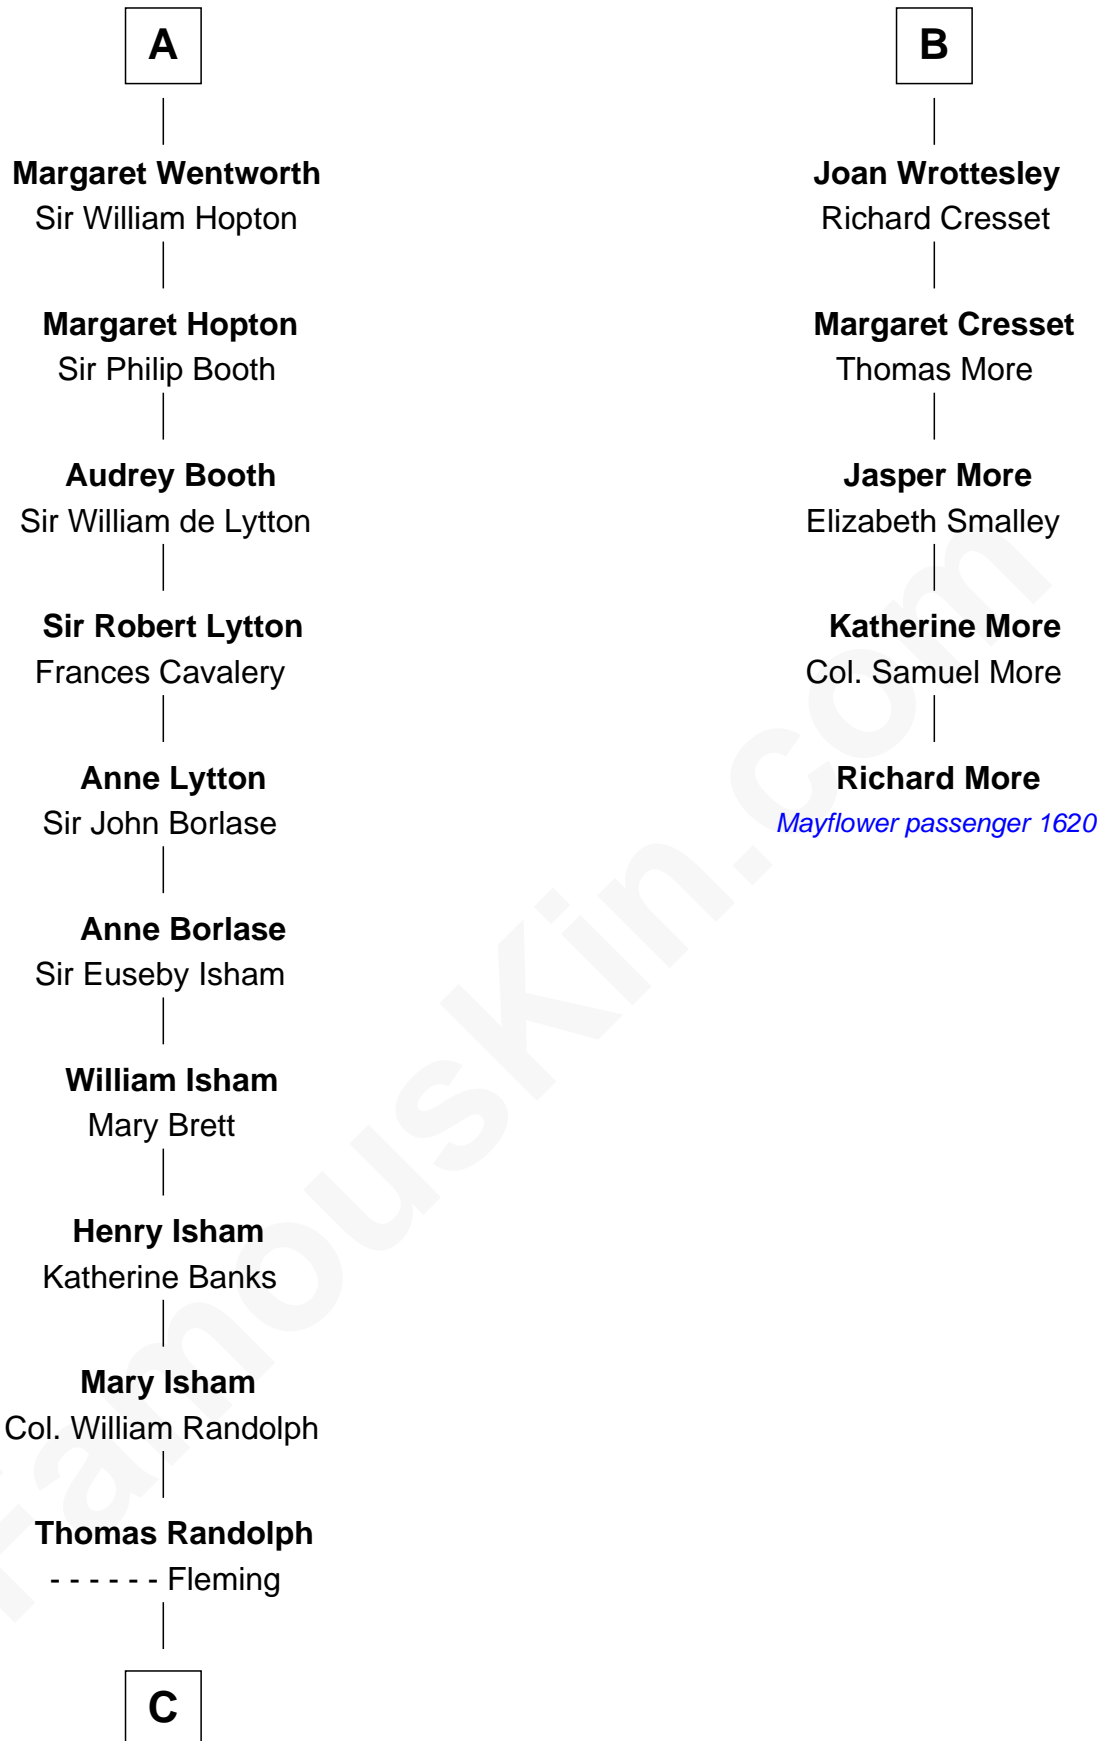 A
Margaret Wentworth
Sir William Hopton
Margaret Hopton
Sir Philip Booth
Audrey Booth
Sir William de Lytton
Sir Robert Lytton
Frances Cavalery
Anne Lytton
Sir John Borlase
Anne Borlase
Sir Euseby Isham
William Isham
Mary Brett
Henry Isham
Katherine Banks
Mary Isham
Col. William Randolph
Thomas Randolph
- - - - - - Fleming
C
B
Joan Wrottesley
Richard Cresset
Margaret Cresset
Thomas More
Jasper More
Elizabeth Smalley
Katherine More
Col. Samuel More
Richard More
Mayflower passenger 1620
FamousKin.com